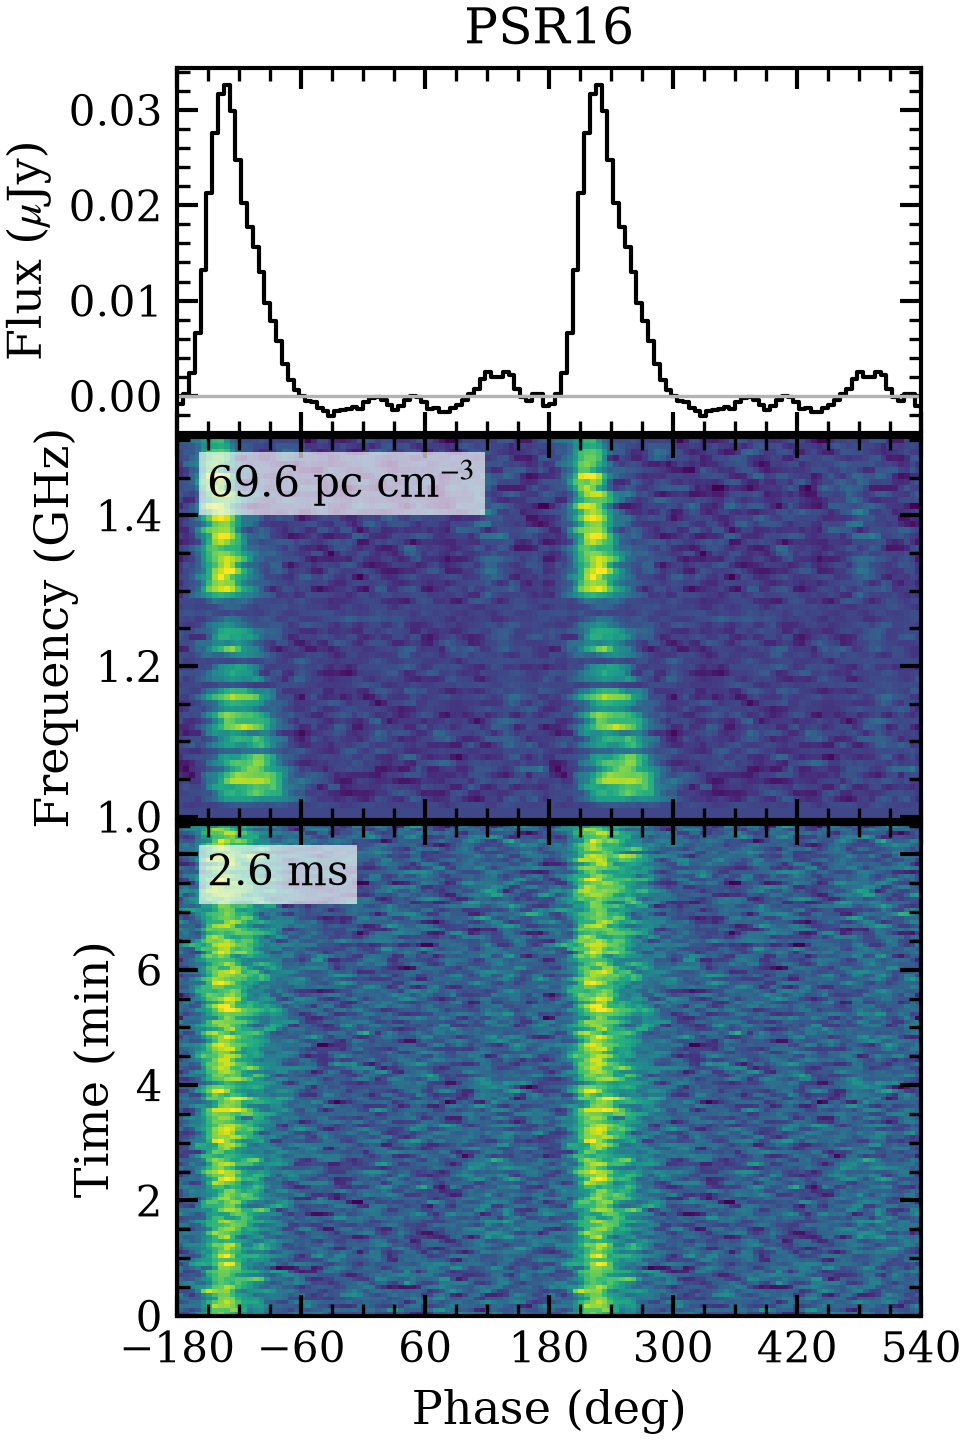 PSR16
Flux (μJy)
0.03
0.02
0.01
0.00
Frequency (GHz)
69.6 pc cm⁻³
1.4
1.2
1.0
Time (min)
2.6 ms
8
6
4
2
0
−180 −60 60 180 300 420 540
Phase (deg)